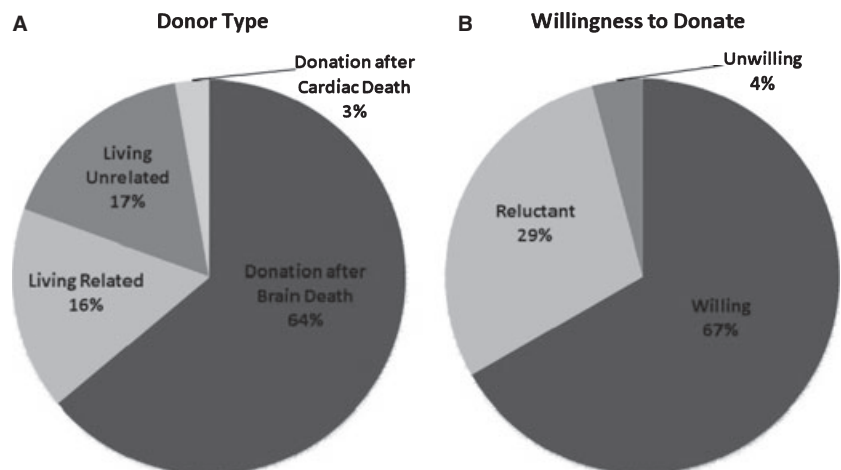 A
Donor Type
Donation after
Cardiac Death
3%
Living
Unrelated
17%
Living Related
16%
Donation after
Brain Death
64%
B
Willingness to Donate
Unwilling
4%
Reluctant
29%
Willing
67%